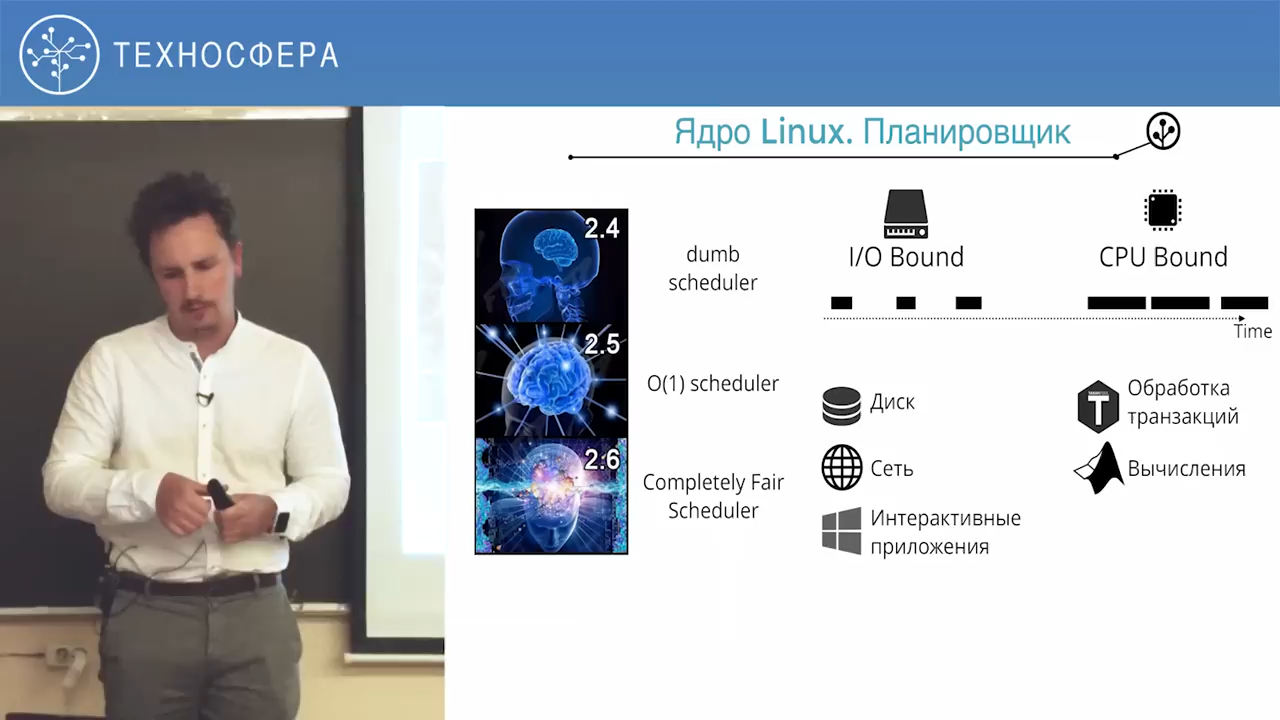 ТЕХНОСФЕРА
Ядро Linux. Планировщик
2.4
dumb
scheduler
2.5
O(1) scheduler
2.6
Completely Fair
Scheduler
I/O Bound
CPU Bound
Time
Диск
Сеть
Интерактивные
приложения
Обработка
транзакций
Вычисления